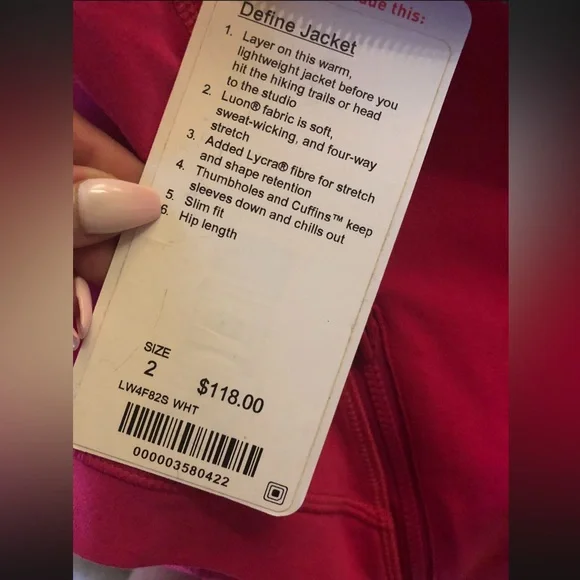 this:
Define Jacket
1. Layer on this warm,
lightweight jacket before you
hit the hiking trails or head
to the studio
2. Luon® fabric is soft,
sweat-wicking, and four-way
stretch
3. Added Lycra® fibre for stretch
and shape retention
4. Thumbholes and Cuffins™ keep
sleeves down and chills out
5. Slim fit
6. Hip length
SIZE
2
$118.00
LW4F82S WHT
000003580422